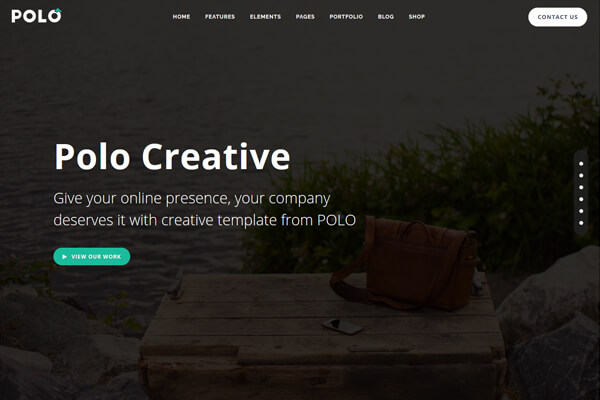 POLO
HOME FEATURES ELEMENTS PAGES PORTFOLIO BLOG SHOP
CONTACT US
Polo Creative
Give your online presence, your company
deserves it with creative template from POLO
VIEW OUR WORK